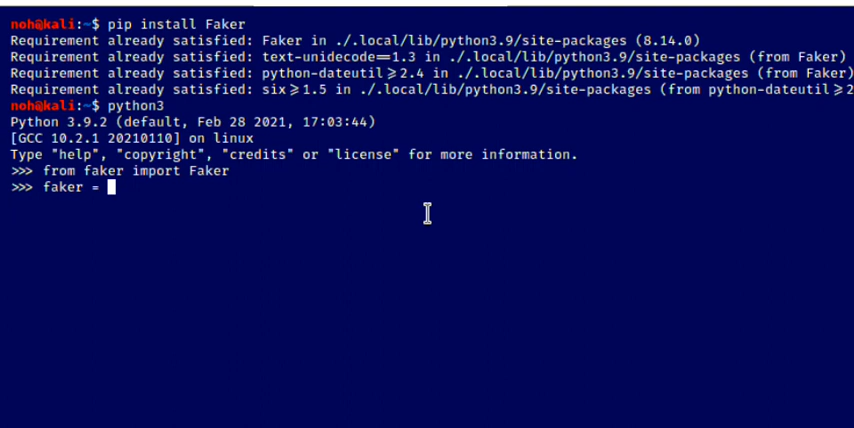 noh@kali:~$ pip install Faker
Requirement already satisfied: Faker in ./.local/lib/python3.9/site-packages (8.14.0)
Requirement already satisfied: text-unidecode==1.3 in ./.local/lib/python3.9/site-packages (from Faker)
Requirement already satisfied: python-dateutil>=2.4 in ./.local/lib/python3.9/site-packages (from Faker)
Requirement already satisfied: six>=1.5 in ./.local/lib/python3.9/site-packages (from python-dateutil>=2
noh@kali:~$ python3
Python 3.9.2 (default, Feb 28 2021, 17:03:44)
[GCC 10.2.1 20210110] on linux
Type "help", "copyright", "credits" or "license" for more information.
>>> from faker import Faker
>>> faker =